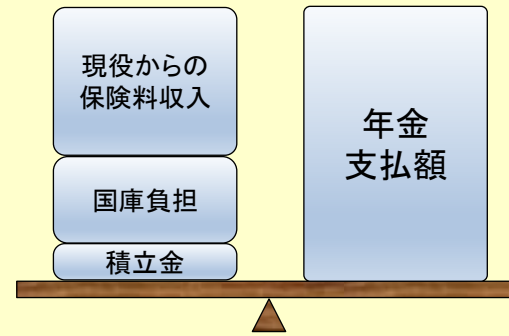 現役からの
保険料収入
国庫負担
積立金
年金
支払額